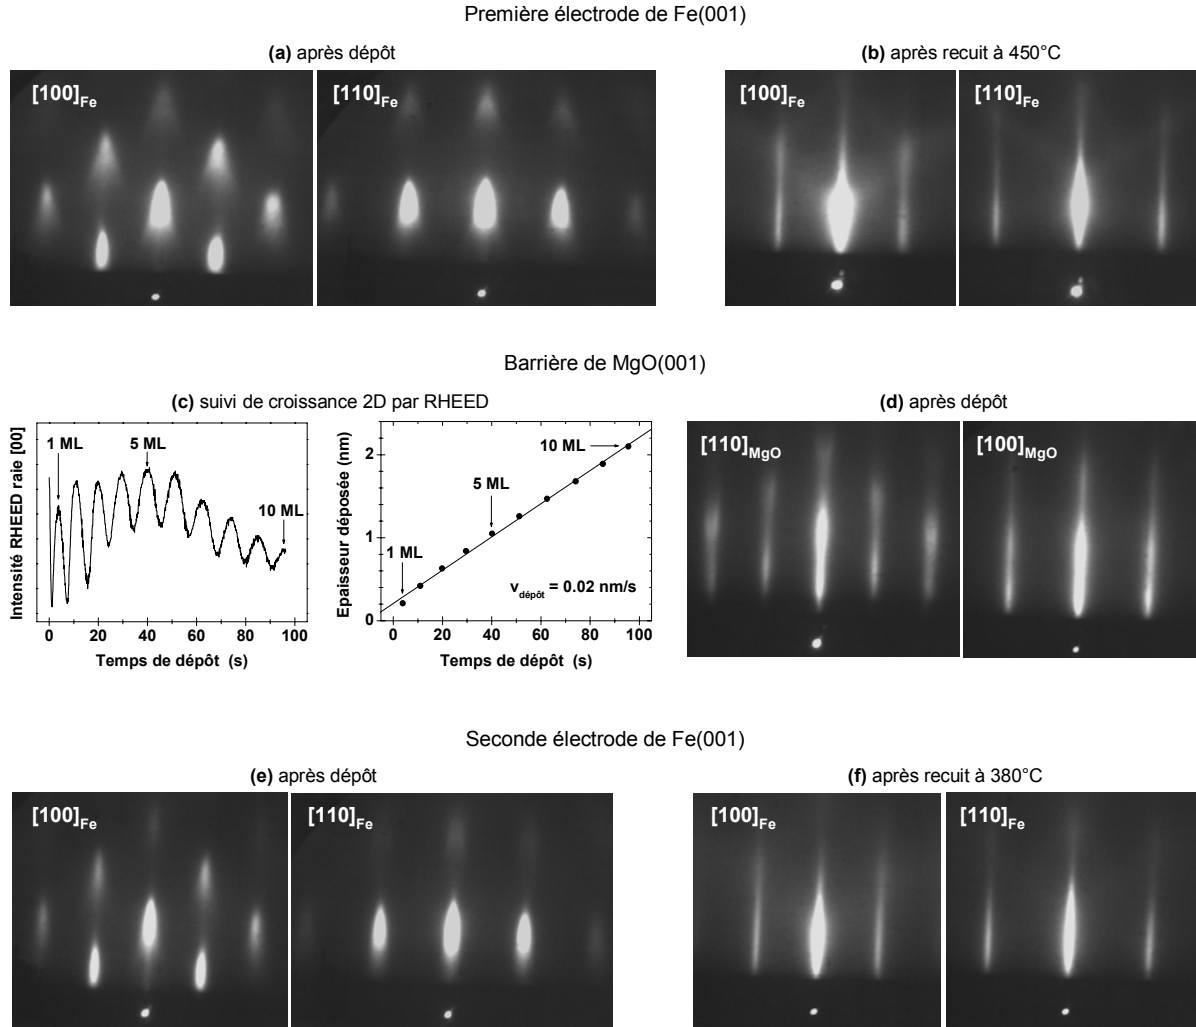 Première électrode de Fe(001)
(a) après dépôt
(b) après recuit à 450°C
[100]Fe
[110]Fe
[100]Fe
[110]Fe
Barrière de MgO(001)
(c) suivi de croissance 2D par RHEED
(d) après dépôt
Intensité RHEED raie [00]
1 ML
5 ML
10 ML
0 20 40 60 80 100
Temps de dépôt (s)
Epaisseur déposée (nm)
2
1
0
10 ML
5 ML
1 ML
vdépôt = 0.02 nm/s
0 20 40 60 80 100
Temps de dépôt (s)
[110]MgO
[100]MgO
Seconde électrode de Fe(001)
(e) après dépôt
(f) après recuit à 380°C
[100]Fe
[110]Fe
[100]Fe
[110]Fe